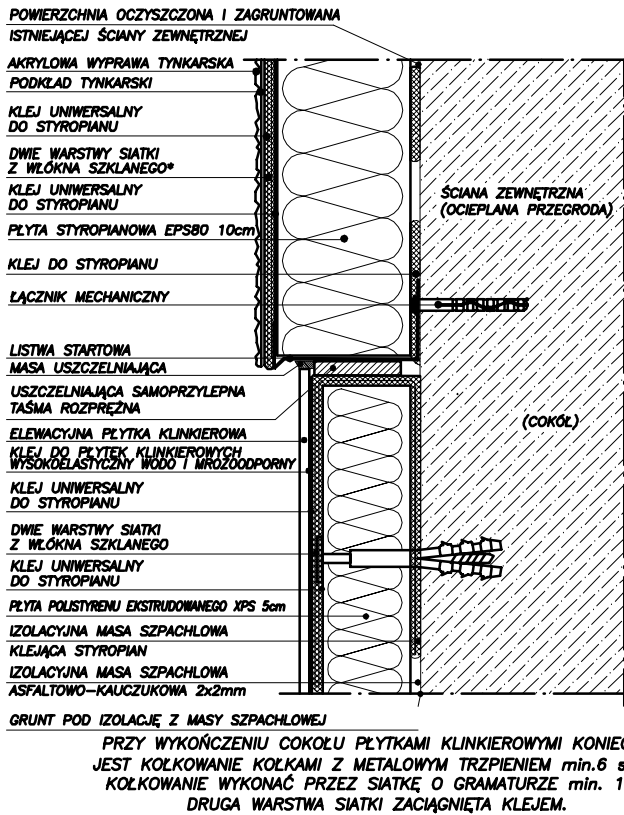 POWIERZCHNIA OCZYSZCZONA I ZAGRUNTOWANA
ISTNIEJĄCEJ ŚCIANY ZEWNĘTRZNEJ
AKRYLOWA WYPRAWA TYNKARSKA
PODKŁAD TYNKARSKI
KLEJ UNIWERSALNY
DO STYROPIANU
DWIE WARSTWY SIATKI
Z WŁÓKNA SZKLANEGO*
KLEJ UNIWERSALNY
DO STYROPIANU
PŁYTA STYROPIANOWA EPS80 10cm
KLEJ DO STYROPIANU
ŁĄCZNIK MECHANICZNY
LISTWA STARTOWA
MASA USZCZELNIAJĄCA
USZCZELNIAJĄCA SAMOPRZYLEPNA
TAŚMA ROZPRĘŻNA
ELEWACYJNA PŁYTKA KLINKIEROWA
KLEJ DO PŁYTEK KLINKIEROWYCH
WYSOKOELASTYCZNY WODO I MROZOODPORNY
KLEJ UNIWERSALNY
DO STYROPIANU
DWIE WARSTWY SIATKI
Z WŁÓKNA SZKLANEGO
KLEJ UNIWERSALNY
DO STYROPIANU
PŁYTA POLISTYRENU EKSTRUDOWANEGO XPS 5cm
IZOLACYJNA MASA SZPACHLOWA
KLEJĄCA STYROPIAN
IZOLACYJNA MASA SZPACHLOWA
ASFALTOWO-KAUCZUKOWA 2x2mm
GRUNT POD IZOLACJĘ Z MASY SZPACHLOWEJ
ŚCIANA ZEWNĘTRZNA
(OCIEPLANA PRZEGRODA)
(COKÓŁ)
PRZY WYKOŃCZENIU COKOŁU PŁYTKAMI KLINKIEROWYMI KONIEC
JEST KOŁKOWANIE KOŁKAMI Z METALOWYM TRZPIENIEM min.6 s
KOŁKOWANIE WYKONAĆ PRZEZ SIATKĘ O GRAMATURZE min. 1
DRUGA WARSTWA SIATKI ZACIĄGNIĘTA KLEJEM.